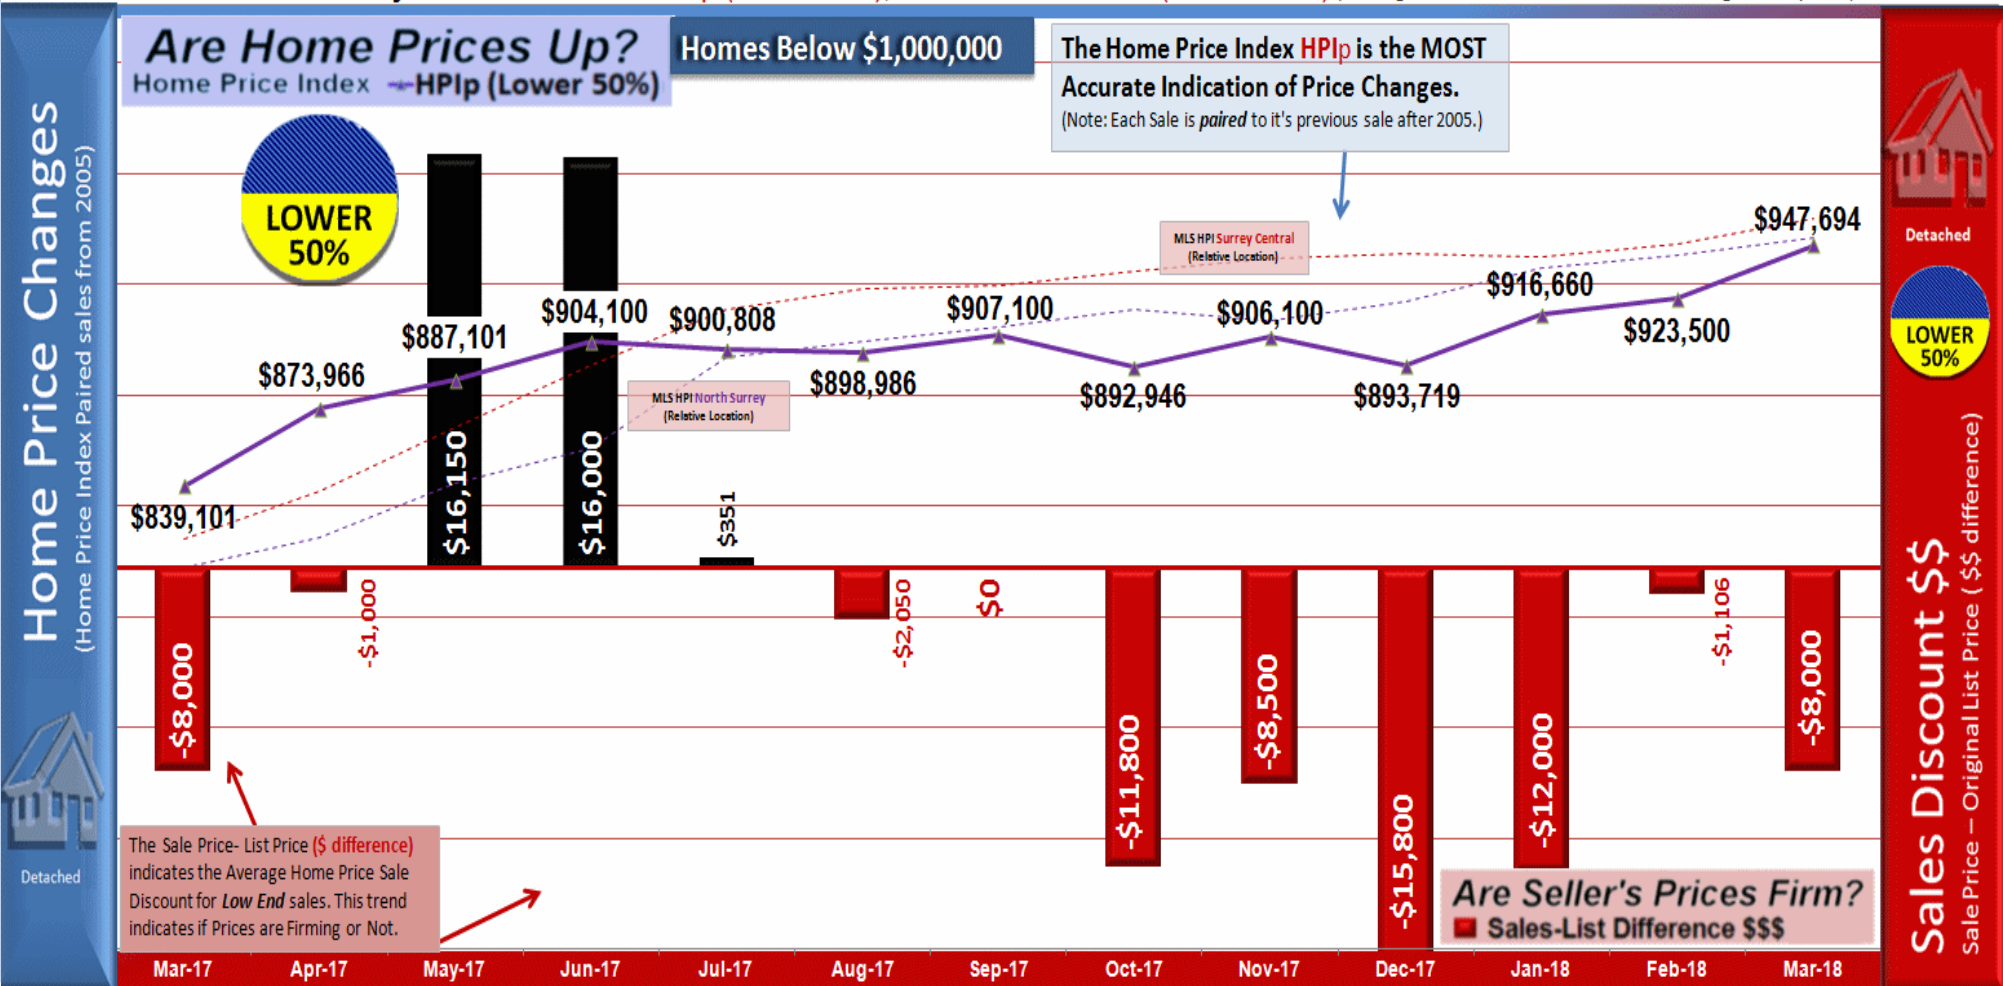 Home Price Changes
(Home Price Index Paired sales from 2005)
Detached
Are Home Prices Up?
Home Price Index HPIp (Lower 50%)
Homes Below $1,000,000
The Home Price Index HPIp is the MOST
Accurate Indication of Price Changes.
(Note: Each Sale is paired to it's previous sale after 2005.)
LOWER
50%
MLS HPI Surrey Central
(Relative Location)
MLS HPI North Surrey
(Relative Location)
$839,101
$873,966
$887,101
$904,100
$900,808
$898,986
$907,100
$892,946
$906,100
$893,719
$916,660
$923,500
$947,694
-$8,000
-$1,000
$16,150
$16,000
$351
-$2,050
$0
-$11,800
-$8,500
-$15,800
-$12,000
-$1,106
-$8,000
The Sale Price- List Price ($ difference)
indicates the Average Home Price Sale
Discount for Low End sales. This trend
indicates if Prices are Firming or Not.
Are Seller's Prices Firm?
Sales-List Difference $$$
Mar-17 Apr-17 May-17 Jun-17 Jul-17 Aug-17 Sep-17 Oct-17 Nov-17 Dec-17 Jan-18 Feb-18 Mar-18
Detached
LOWER
50%
Sales Discount $$
Sale Price – Original List Price ( $$ difference)